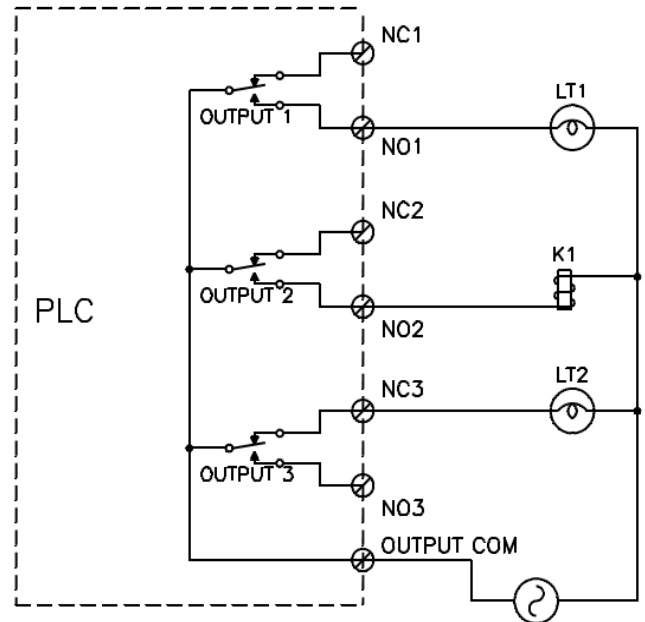 NC1
LT1
OUTPUT 1
NO1
NC2
K1
OUTPUT 2
PLC
NO2
NC3
LT2
OUTPUT 3
NO3
OUTPUT COM